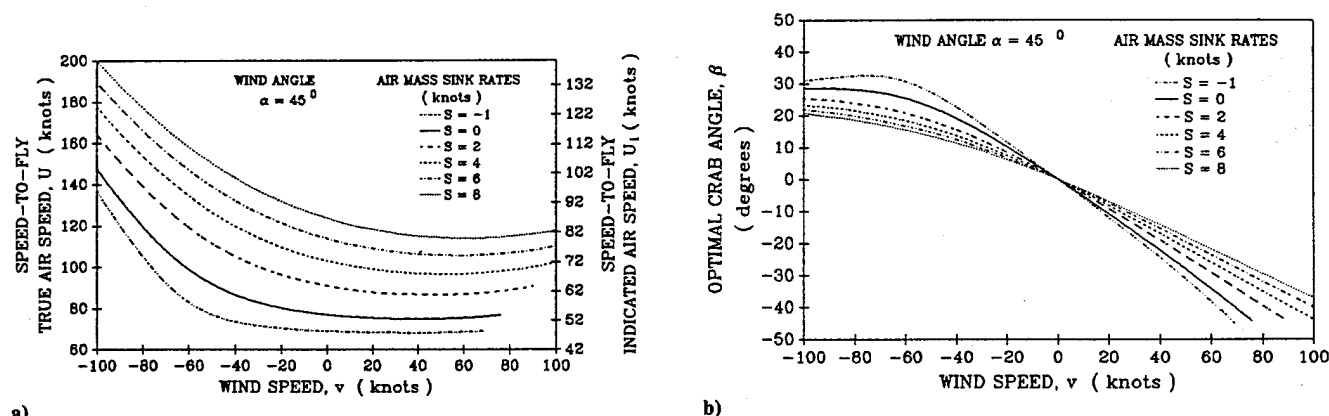 200
180
160
140
120
100
80
60
SPEED-TO-FLY
TRUE AIR SPEED, U (knots)
WIND ANGLE
α = 45 0
AIR MASS SINK RATES
(knots)
S = -1
S = 0
S = 2
S = 4
S = 6
S = 8
132
122
112
102
92
82
72
62
52
42
SPEED-TO-FLY
INDICATED AIR SPEED, Ui (knots)
-100 -80 -60 -40 -20 0 20 40 60 80 100
WIND SPEED, v (knots)
a)
50
40
30
20
10
0
-10
-20
-30
-40
-50
OPTIMAL CRAB ANGLE, β
(degrees)
WIND ANGLE α = 45 0
AIR MASS SINK RATES
(knots)
S = -1
S = 0
S = 2
S = 4
S = 6
S = 8
-100 -80 -60 -40 -20 0 20 40 60 80 100
WIND SPEED, v (knots)
b)